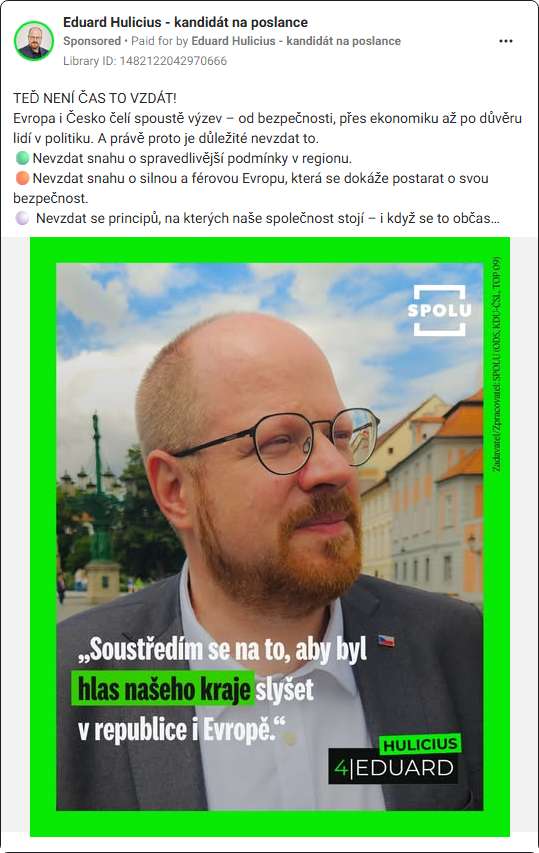 Eduard Hulicius - kandidát na poslance
Sponsored • Paid for by Eduard Hulicius - kandidát na poslance
Library ID: 1482122042970666
TEĎ NENÍ ČAS TO VZDÁT!
Evropa i Česko čelí spoustě výzev – od bezpečnosti, přes ekonomiku až po důvěru
lidí v politiku. A právě proto je důležité nevzdat to.
Nevzdat snahu o spravedlivější podmínky v regionu.
Nevzdat snahu o silnou a férovou Evropu, která se dokáže postarat o svou
bezpečnost.
Nevzdat se principů, na kterých naše společnost stojí – i když se to občas…
SPOLU
Zadavatel/Zpracovatel: SPOLU (ODS, KDU-ČSL, TOP 09)
„Soustředím se na to, aby byl
hlas našeho kraje slyšet
v republice i Evropě.“
HULICIUS
4|EDUARD